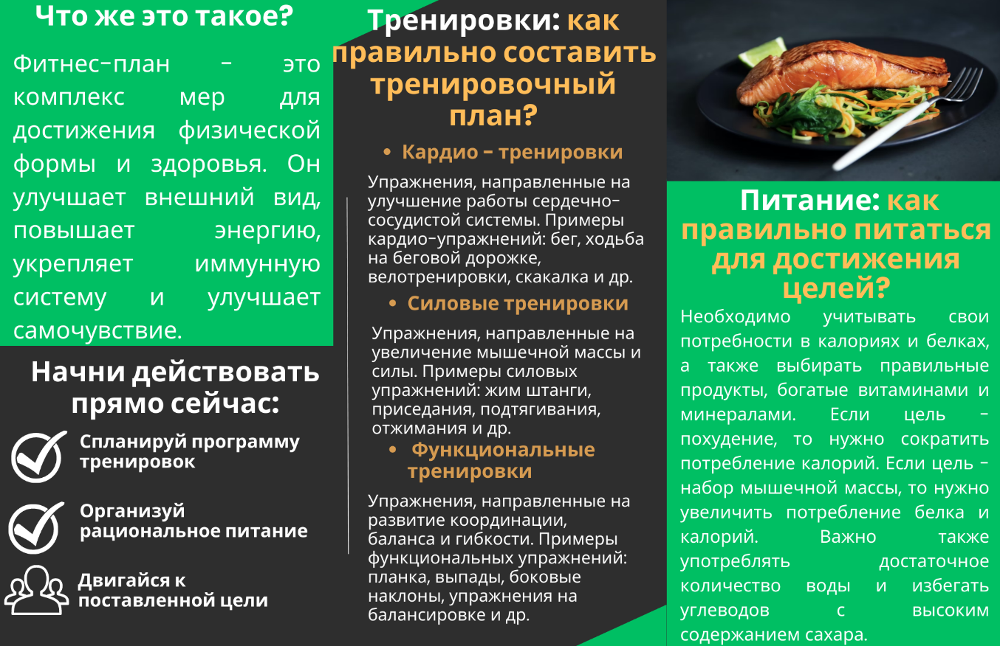 Что же это такое?
Фитнес-план - это
комплекс мер для
достижения физической
формы и здоровья. Он
улучшает внешний вид,
повышает энергию,
укрепляет иммунную
систему и улучшает
самочувствие.
Начни действовать
прямо сейчас:
Спланируй программу
тренировок
Организуй
рациональное питание
Двигайся к
поставленной цели
Тренировки: как
правильно составить
тренировочный
план?
• Кардио - тренировки
Упражнения, направленные на
улучшение работы сердечно-
сосудистой системы. Примеры
кардио-упражнений: бег, ходьба
на беговой дорожке,
велотренировки, скакалка и др.
• Силовые тренировки
Упражнения, направленные на
увеличение мышечной массы и
силы. Примеры силовых
упражнений: жим штанги,
приседания, подтягивания,
отжимания и др.
• Функциональные
тренировки
Упражнения, направленные на
развитие координации,
баланса и гибкости. Примеры
функциональных упражнений:
планка, выпады, боковые
наклоны, упражнения на
балансировке и др.
Питание: как
правильно питаться
для достижения
целей?
Необходимо учитывать свои
потребности в калориях и белках,
а также выбирать правильные
продукты, богатые витаминами и
минералами. Если цель -
похудение, то нужно сократить
потребление калорий. Если цель -
набор мышечной массы, то нужно
увеличить потребление белка и
калорий. Важно также
употреблять достаточное
количество воды и избегать
углеводов с высоким
содержанием сахара.